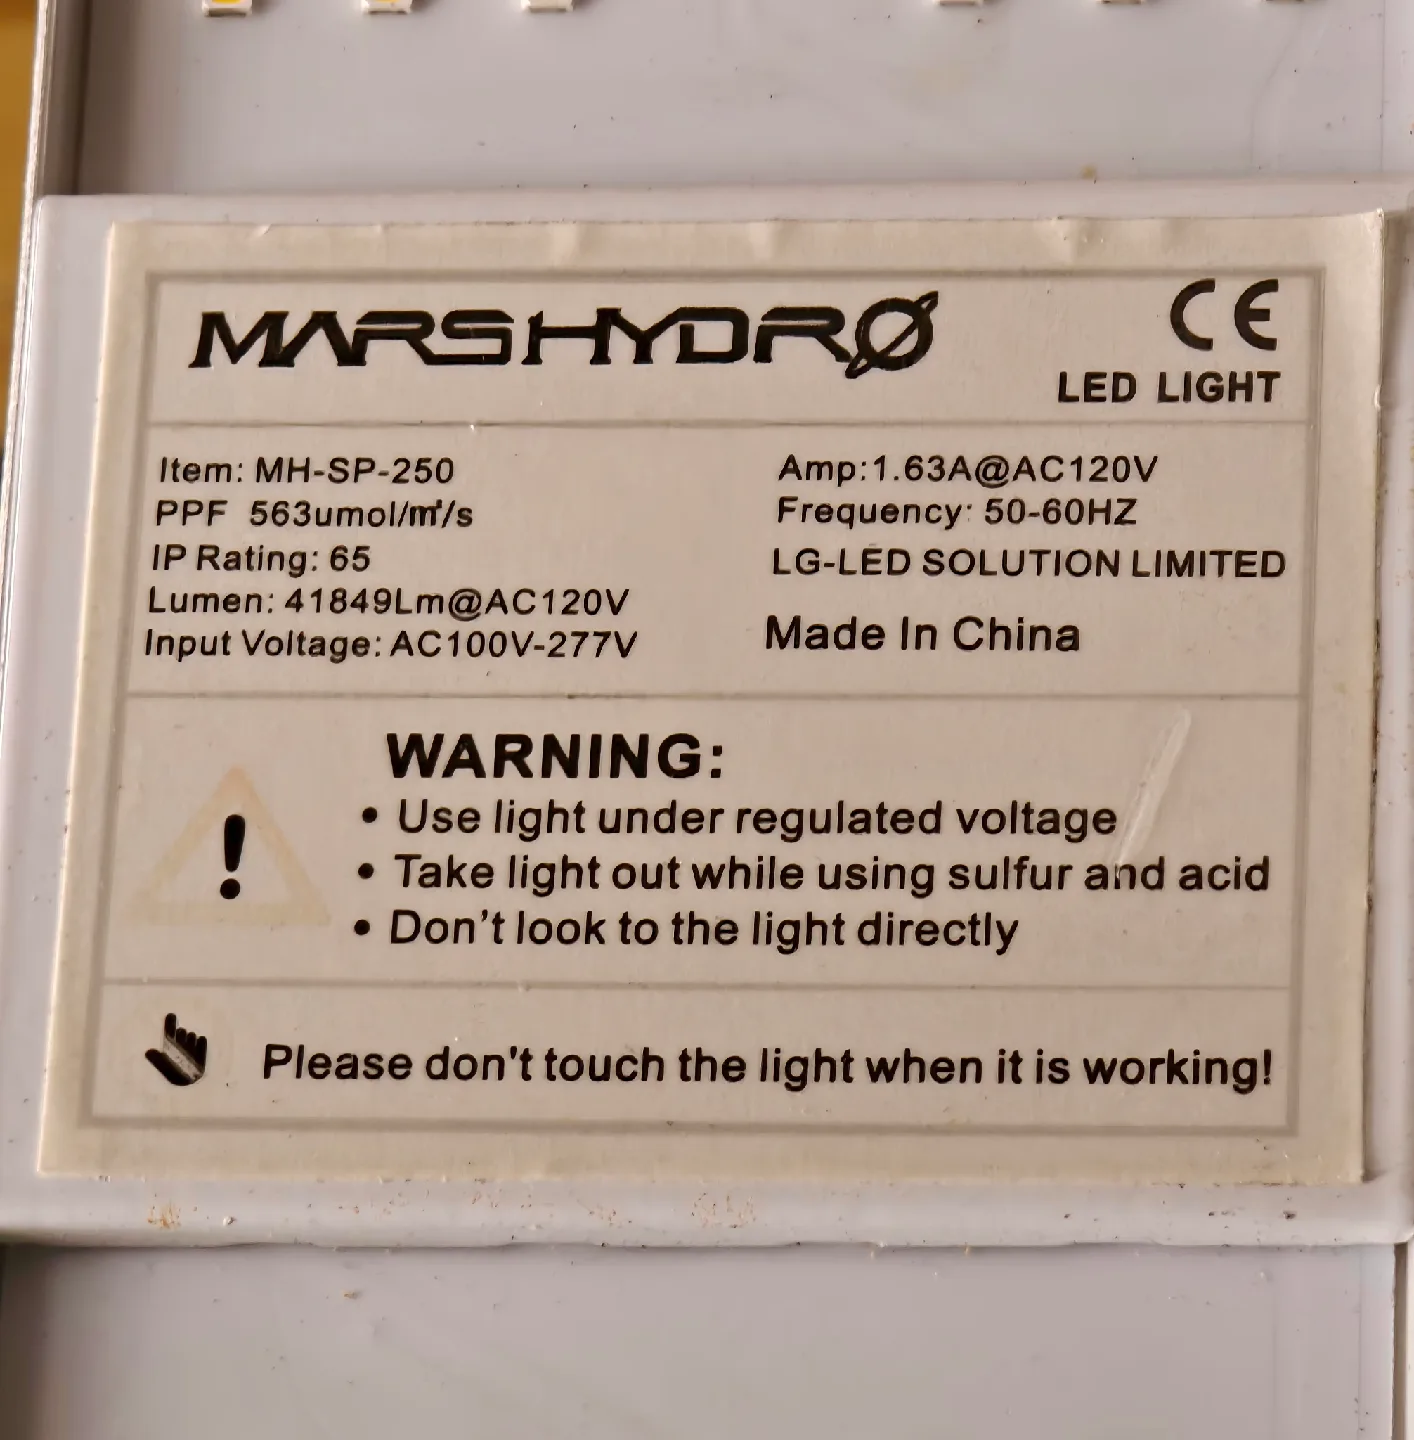 MARSHYDRO
CE
LED LIGHT
Item: MH-SP-250
PPF 563umol/㎡/s
IP Rating: 65
Lumen: 41849Lm@AC120V
Input Voltage: AC100V-277V
Amp:1.63A@AC120V
Frequency: 50-60HZ
LG-LED SOLUTION LIMITED
Made In China
WARNING:
• Use light under regulated voltage
• Take light out while using sulfur and acid
• Don't look to the light directly
Please don't touch the light when it is working!